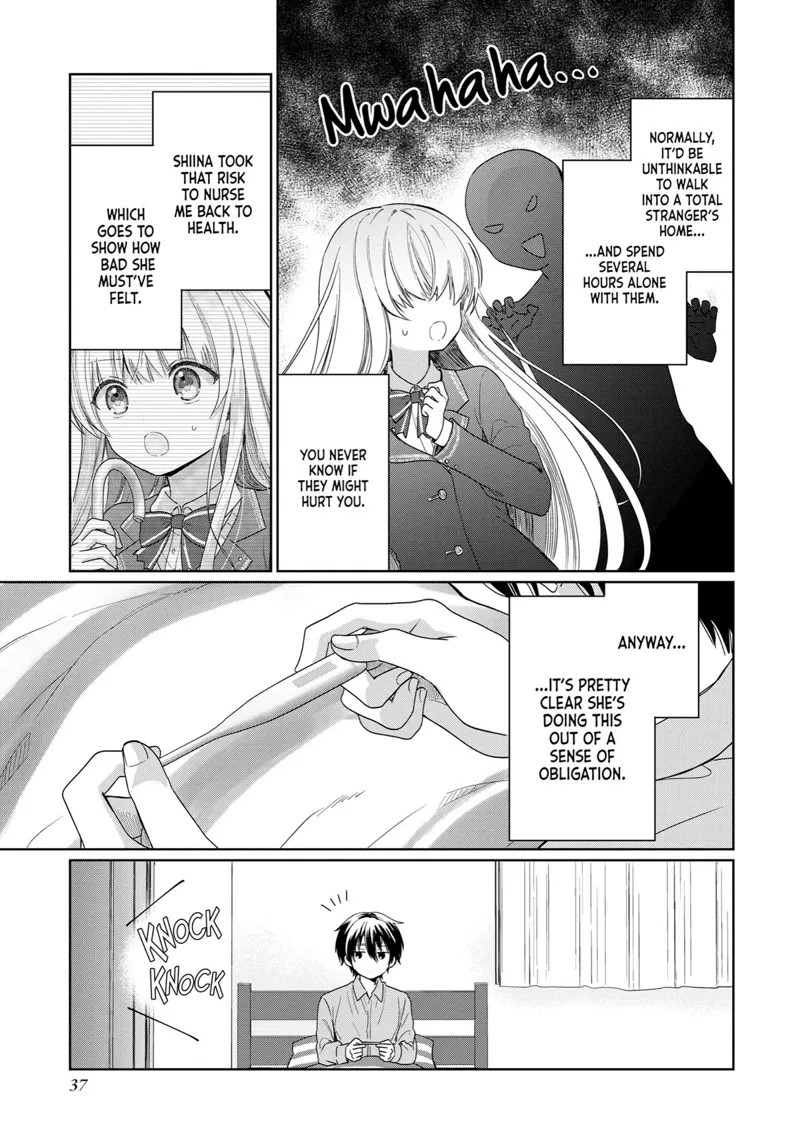 Mwahaha...
NORMALLY,
IT'D BE
UNTHINKABLE
TO WALK
INTO A TOTAL
STRANGER'S
HOME...
...AND SPEND
SEVERAL
HOURS ALONE
WITH THEM.
YOU NEVER
KNOW IF
THEY MIGHT
HURT YOU.
SHIINA TOOK
THAT RISK
TO NURSE
ME BACK TO
HEALTH.
WHICH
GOES TO
SHOW HOW
BAD SHE
MUST'VE
FELT.
ANYWAY...
...IT'S PRETTY
CLEAR SHE'S
DOING THIS
OUT OF A
SENSE OF
OBLIGATION.
KNOCK
KNOCK
37